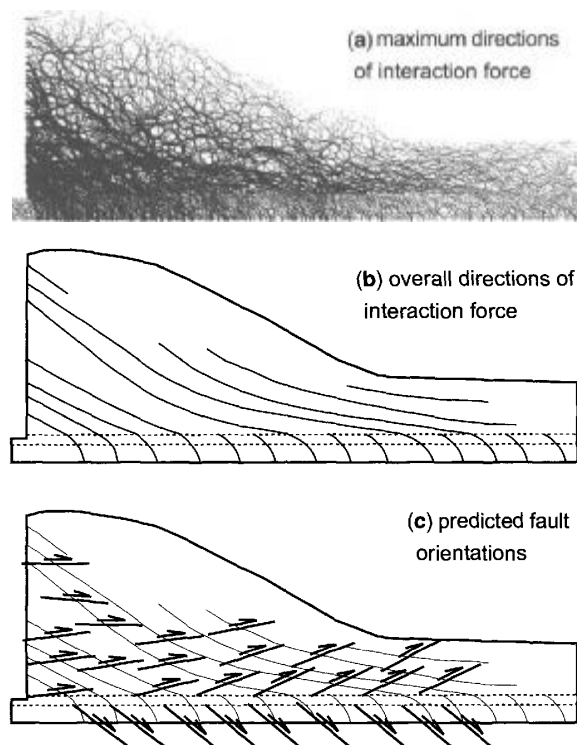 (a) maximum directions
of interaction force
(b) overall directions of
interaction force
(c) predicted fault
orientations